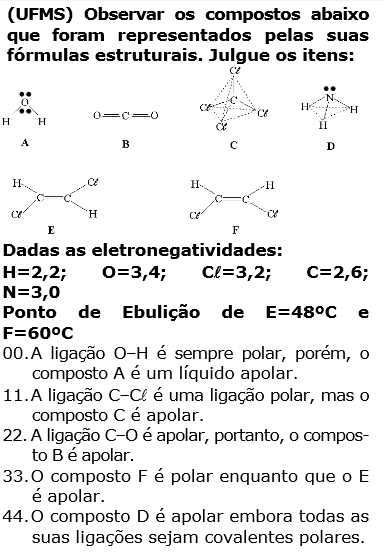 (UFMS) Observar os compostos abaixo
que foram representados pelas suas
fórmulas estruturais. Julgue os itens:
O
H H
A
O=C=O
B
Cℓ
C
Cℓ
Cℓ
Cℓ
C
N
H H
H
D
H Cℓ
C=C
Cℓ H
E
H H
C=C
Cℓ Cℓ
F
Dadas as eletronegatividades:
H=2,2; O=3,4; Cℓ=3,2; C=2,6;
N=3,0
Ponto de Ebulição de E=48ºC e
F=60ºC
00. A ligação O–H é sempre polar, porém, o
composto A é um líquido apolar.
11. A ligação C–Cℓ é uma ligação polar, mas o
composto C é apolar.
22. A ligação C–O é apolar, portanto, o compos-
to B é apolar.
33. O composto F é polar enquanto que o E
é apolar.
44. O composto D é apolar embora todas as
suas ligações sejam covalentes polares.